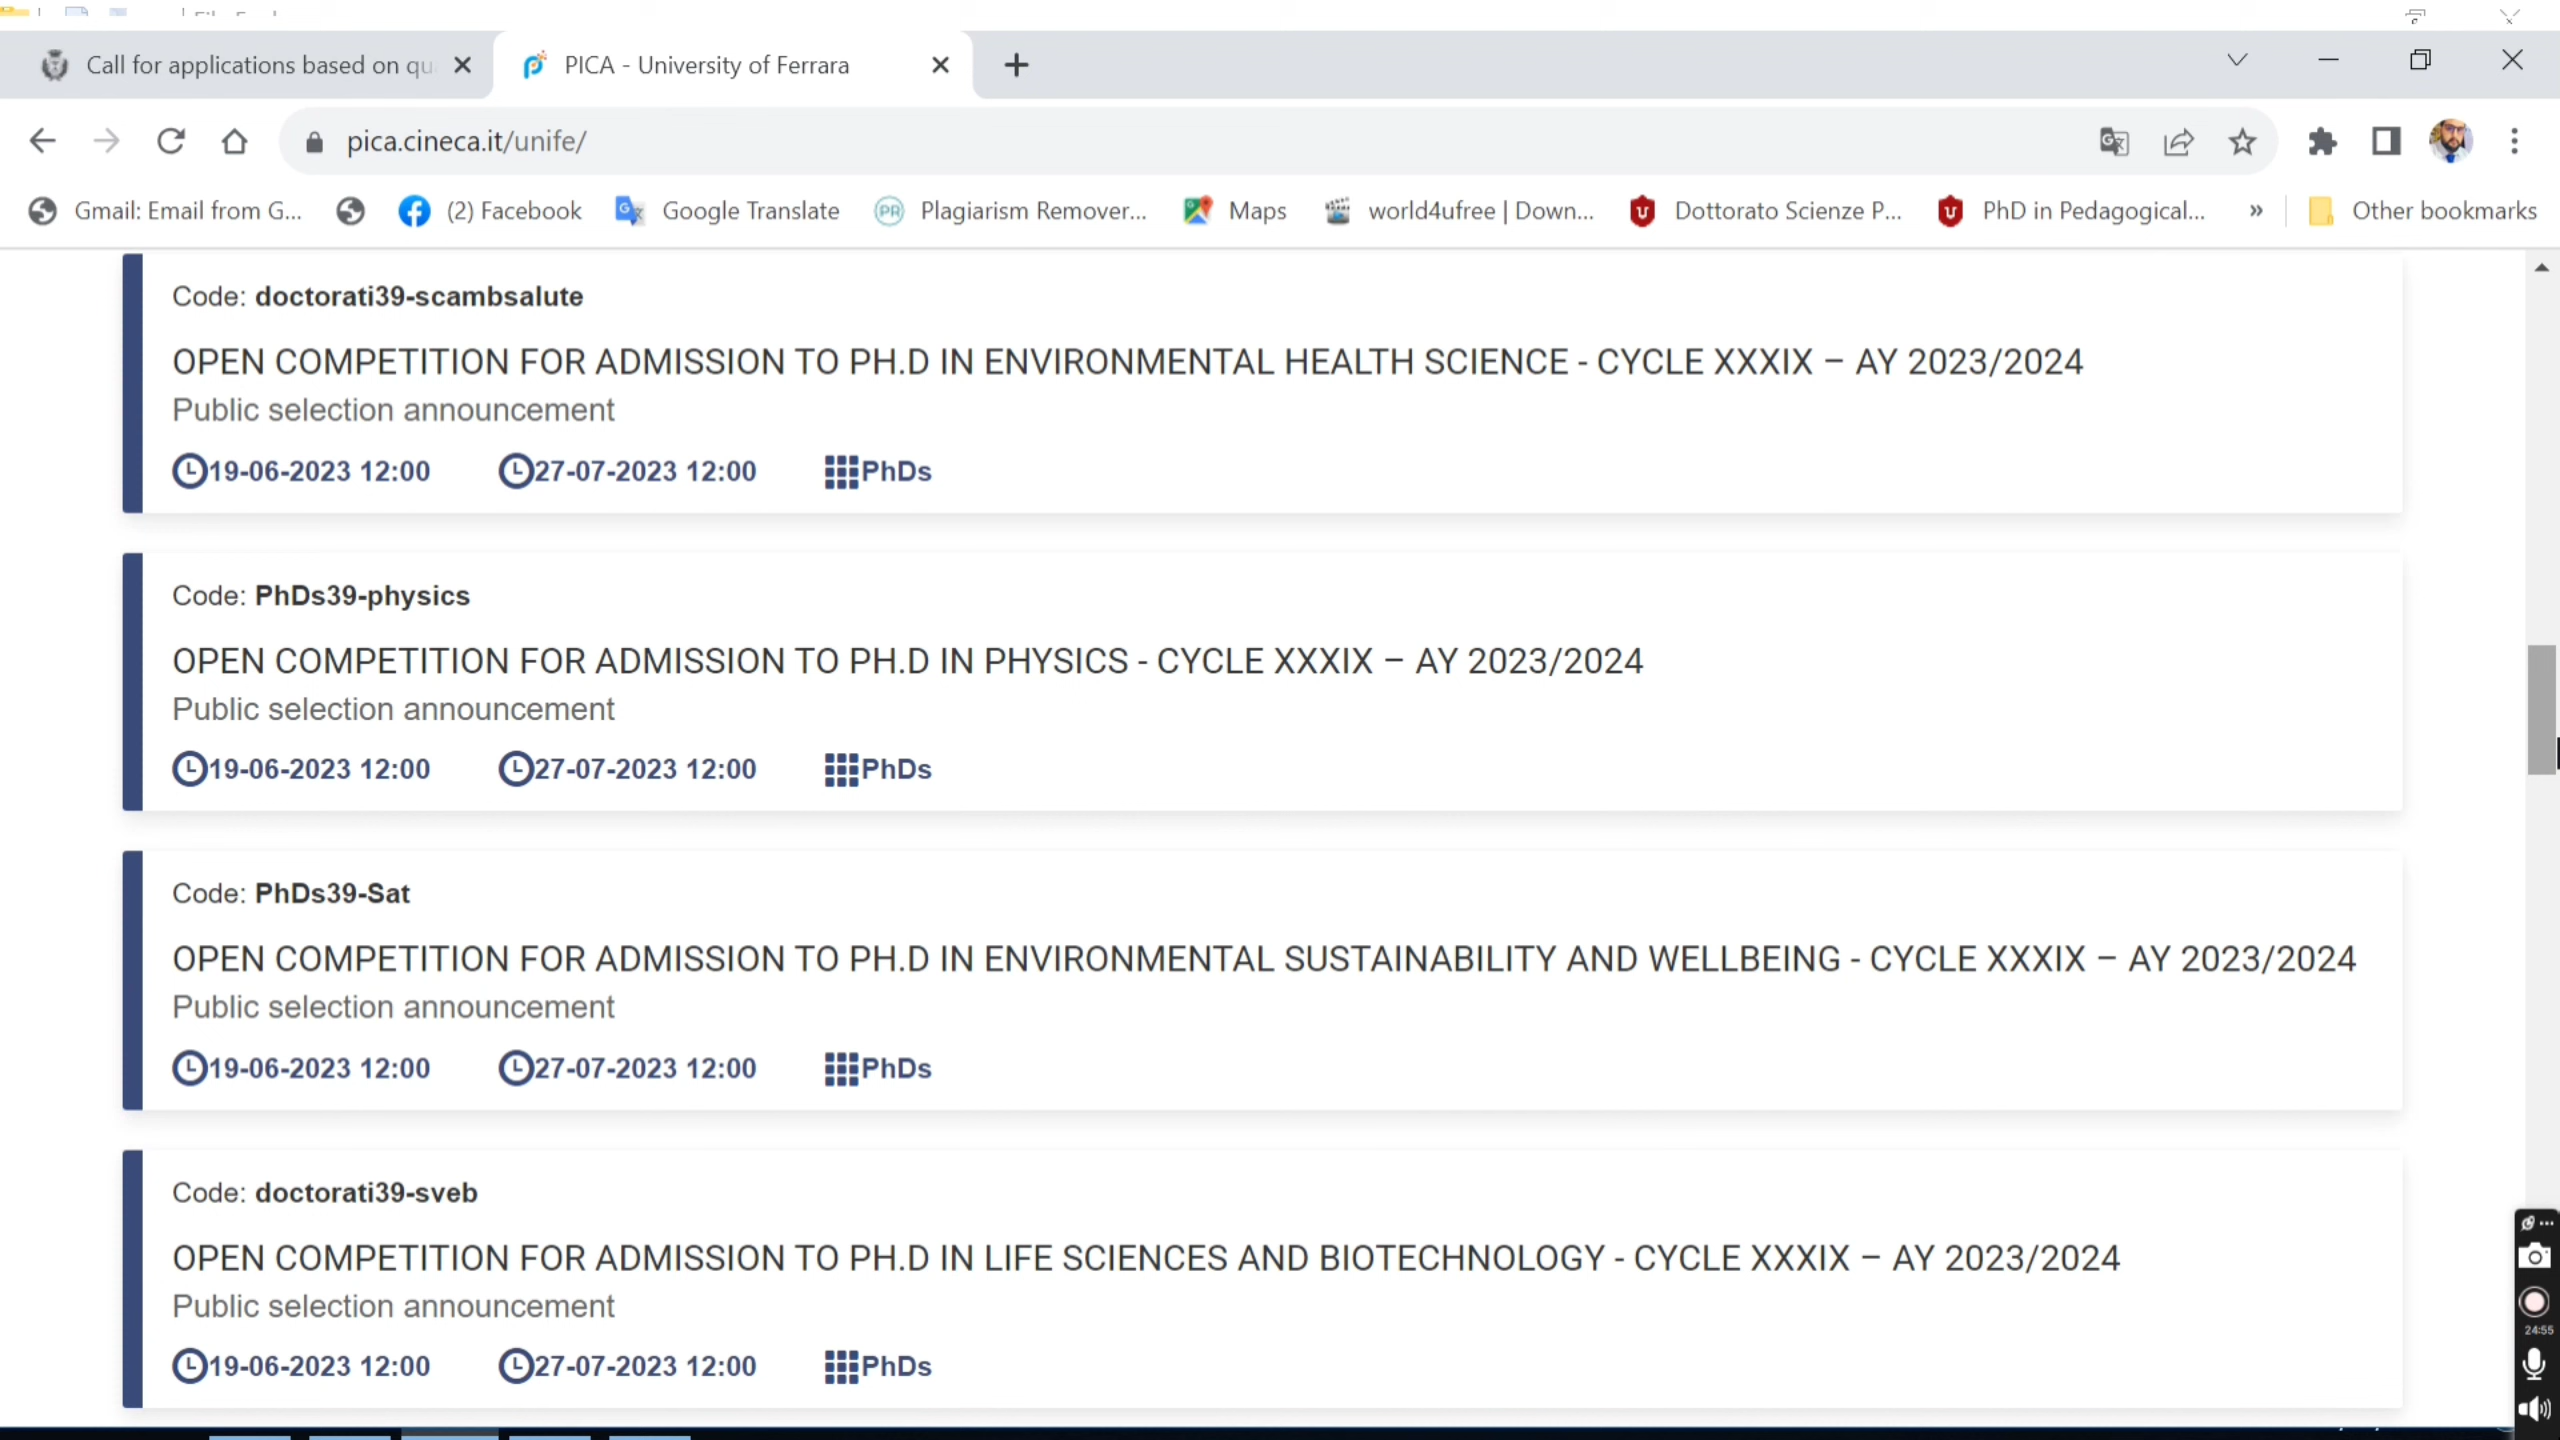 Call for applications based on qu
PICA - University of Ferrara
pica.cineca.it/unife/
Gmail: Email from G...
(2) Facebook
Google Translate
PR
Plagiarism Remover...
Maps
world4ufree | Down...
Dottorato Scienze P...
PhD in Pedagogical...
»
Other bookmarks
Code: doctorati39-scambsalute
OPEN COMPETITION FOR ADMISSION TO PH.D IN ENVIRONMENTAL HEALTH SCIENCE - CYCLE XXXIX – AY 2023/2024
Public selection announcement
19-06-2023 12:00 27-07-2023 12:00 PhDs
Code: PhDs39-physics
OPEN COMPETITION FOR ADMISSION TO PH.D IN PHYSICS - CYCLE XXXIX – AY 2023/2024
Public selection announcement
19-06-2023 12:00 27-07-2023 12:00 PhDs
Code: PhDs39-Sat
OPEN COMPETITION FOR ADMISSION TO PH.D IN ENVIRONMENTAL SUSTAINABILITY AND WELLBEING - CYCLE XXXIX – AY 2023/2024
Public selection announcement
19-06-2023 12:00 27-07-2023 12:00 PhDs
Code: doctorati39-sveb
OPEN COMPETITION FOR ADMISSION TO PH.D IN LIFE SCIENCES AND BIOTECHNOLOGY - CYCLE XXXIX – AY 2023/2024
Public selection announcement
19-06-2023 12:00 27-07-2023 12:00 PhDs
24:55